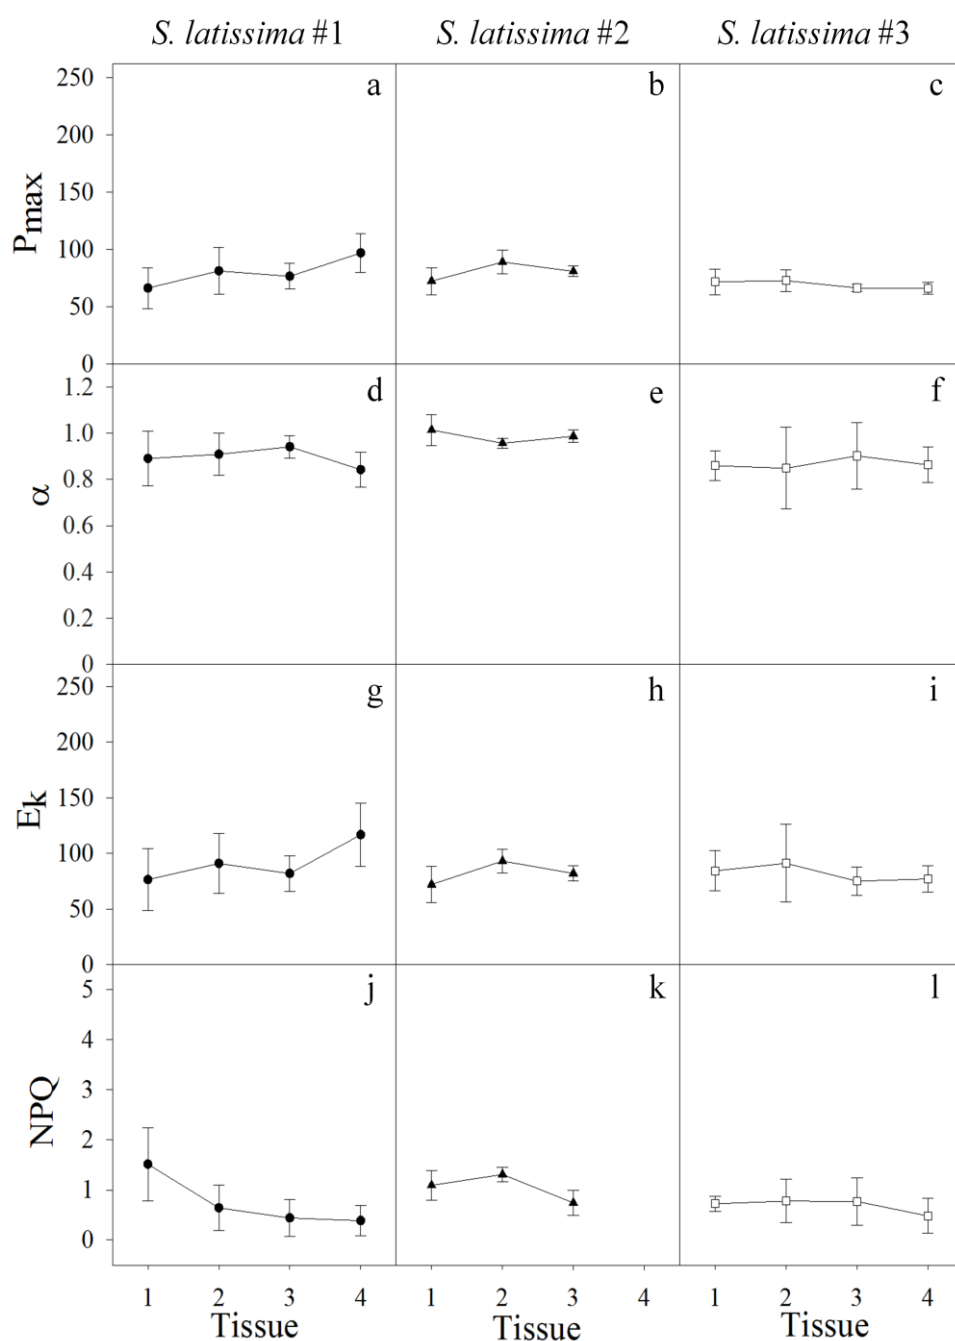 S. latissima #1 S. latissima #2 S. latissima #3
a b c
250
200
150
100
50
0
Pmax
d e f
1.2
1.0
0.8
0.6
0.4
0.2
0
α
g h i
250
200
150
100
50
0
Ek
j k l
5
4
3
2
1
0
NPQ
1 2 3 4 1 2 3 4 1 2 3 4
Tissue Tissue Tissue